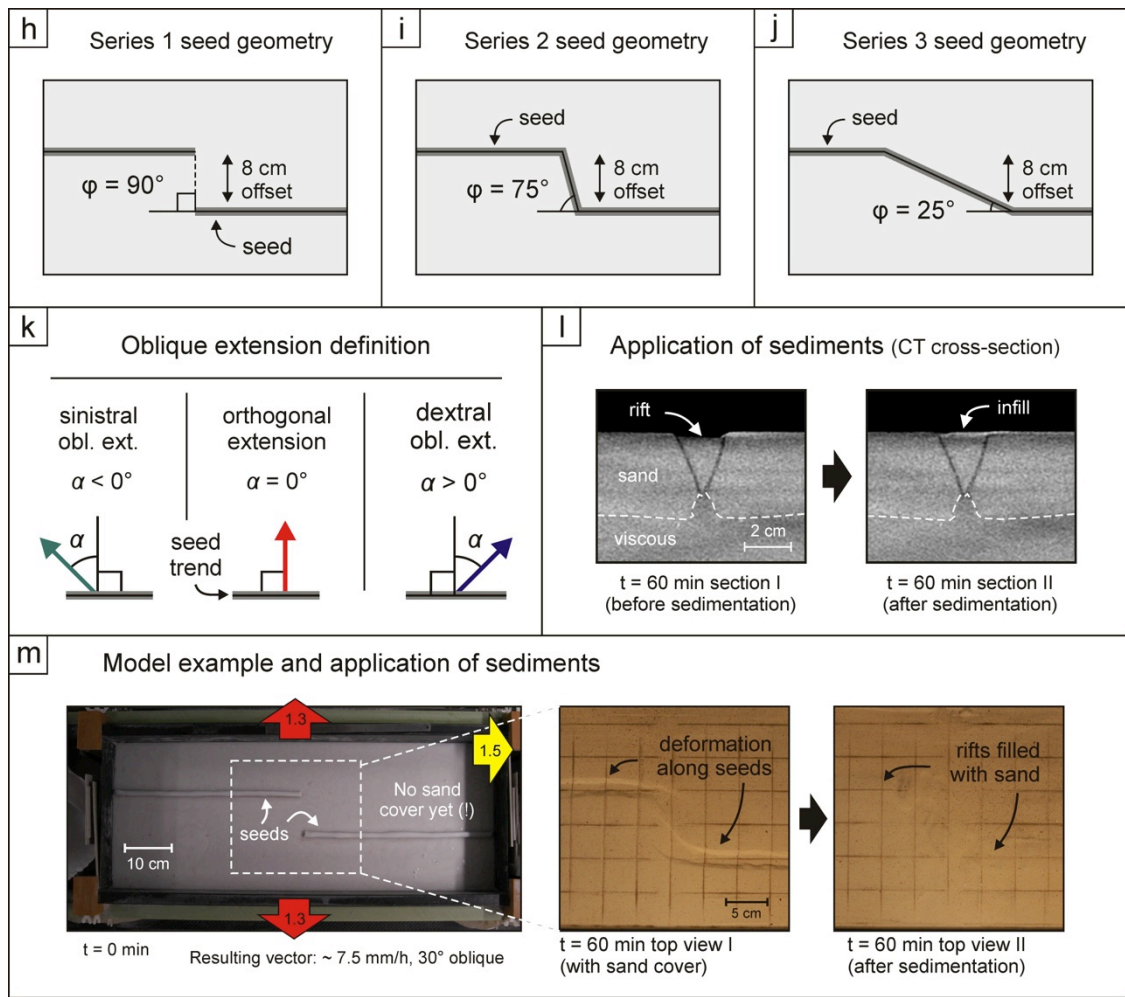 h
Series 1 seed geometry
φ = 90°
8 cm
offset
seed
i
Series 2 seed geometry
seed
φ = 75°
8 cm
offset
j
Series 3 seed geometry
seed
φ = 25°
8 cm
offset
k
Oblique extension definition
sinistral
obl. ext.
α < 0°
α
orthogonal
extension
α = 0°
seed
trend
dextral
obl. ext.
α > 0°
α
l
Application of sediments (CT cross-section)
rift
sand
viscous
2 cm
t = 60 min section I
(before sedimentation)
infill
t = 60 min section II
(after sedimentation)
m
Model example and application of sediments
1.3
1.5
seeds
No sand
cover yet (!)
10 cm
1.3
t = 0 min
Resulting vector: ~ 7.5 mm/h, 30° oblique
deformation
along seeds
5 cm
t = 60 min top view I
(with sand cover)
rifts filled
with sand
t = 60 min top view II
(after sedimentation)